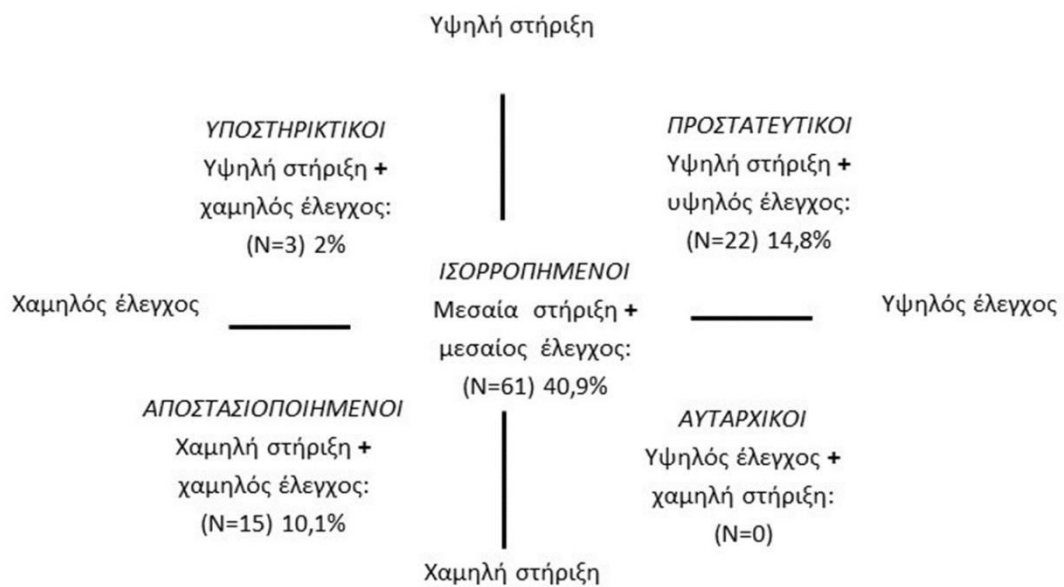 Υψηλή στήριξη
ΥΠΟΣΤΗΡΙΚΤΙΚΟΙ
Υψηλή στήριξη +
χαμηλός έλεγχος:
(Ν=3) 2%
ΠΡΟΣΤΑΤΕΥΤΙΚΟΙ
Υψηλή στήριξη +
υψηλός έλεγχος:
(Ν=22) 14,8%
Χαμηλός έλεγχος
ΙΣΟΡΡΟΠΗΜΕΝΟΙ
Μεσαία στήριξη +
μεσαίος έλεγχος:
(Ν=61) 40,9%
Υψηλός έλεγχος
ΑΠΟΣΤΑΣΙΟΠΟΙΗΜΕΝΟΙ
Χαμηλή στήριξη +
χαμηλός έλεγχος:
(Ν=15) 10,1%
ΑΥΤΑΡΧΙΚΟΙ
Υψηλός έλεγχος +
χαμηλή στήριξη:
(Ν=0)
Χαμηλή στήριξη